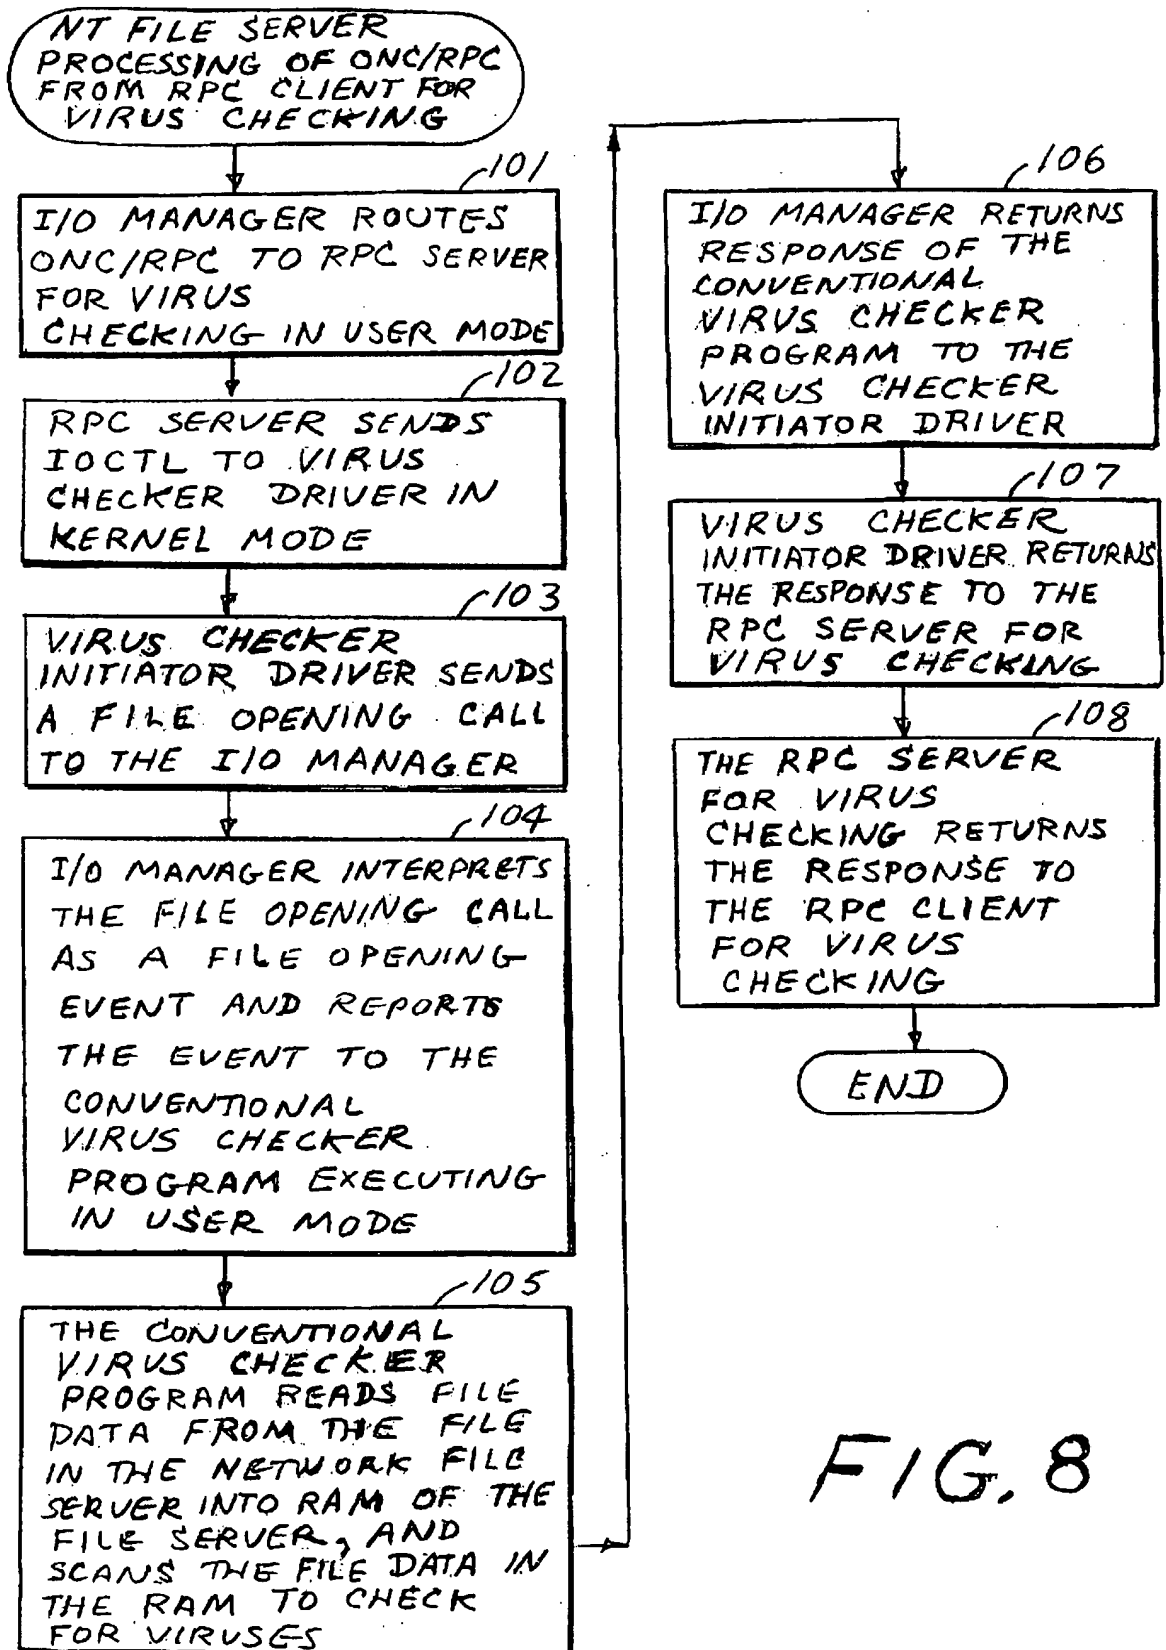 NT FILE SERVER
PROCESSING OF ONC/RPC
FROM RPC CLIENT FOR
VIRUS CHECKING
101
I/O MANAGER ROUTES
ONC/RPC TO RPC SERVER
FOR VIRUS
CHECKING IN USER MODE
102
RPC SERVER SENDS
IOCTL TO VIRUS
CHECKER DRIVER IN
KERNEL MODE
103
VIRUS CHECKER
INITIATOR DRIVER SENDS
A FILE OPENING CALL
TO THE I/O MANAGER
104
I/O MANAGER INTERPRETS
THE FILE OPENING CALL
AS A FILE OPENING
EVENT AND REPORTS
THE EVENT TO THE
CONVENTIONAL
VIRUS CHECKER
PROGRAM EXECUTING
IN USER MODE
105
THE CONVENTIONAL
VIRUS CHECKER
PROGRAM READS FILE
DATA FROM THE FILE
IN THE NETWORK FILE
SERVER INTO RAM OF THE
FILE SERVER, AND
SCANS THE FILE DATA IN
THE RAM TO CHECK
FOR VIRUSES
106
I/O MANAGER RETURNS
RESPONSE OF THE
CONVENTIONAL
VIRUS CHECKER
PROGRAM TO THE
VIRUS CHECKER
INITIATOR DRIVER
107
VIRUS CHECKER
INITIATOR DRIVER RETURNS
THE RESPONSE TO THE
RPC SERVER FOR
VIRUS CHECKING
108
THE RPC SERVER
FOR VIRUS
CHECKING RETURNS
THE RESPONSE TO
THE RPC CLIENT
FOR VIRUS
CHECKING
END
FIG. 8